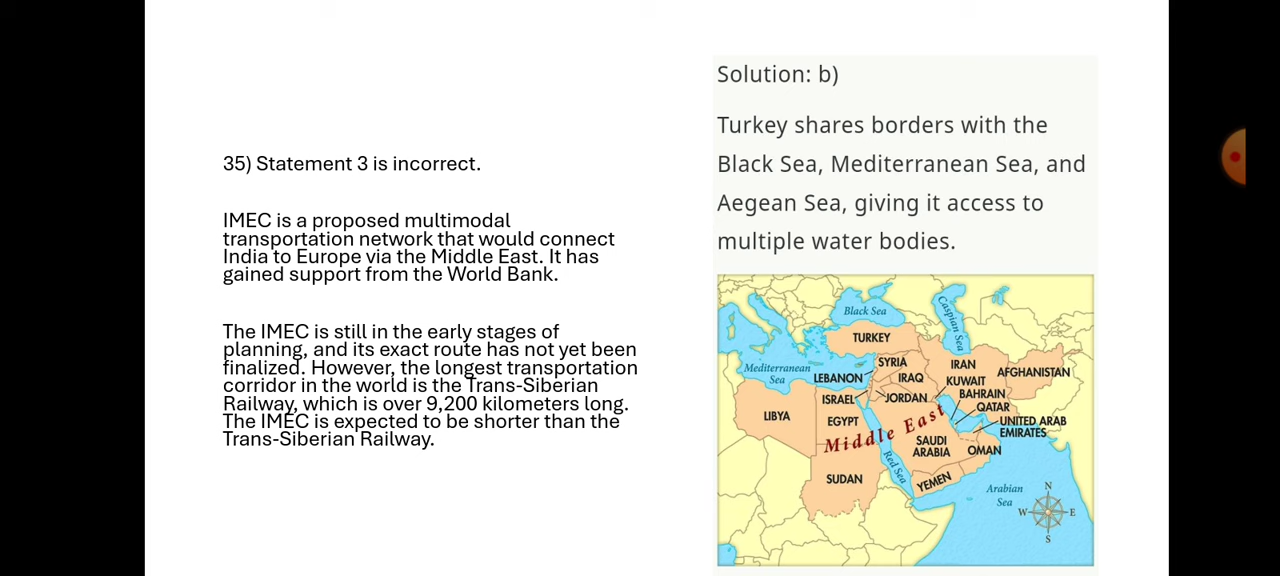 35) Statement 3 is incorrect.
IMEC is a proposed multimodal
transportation network that would connect
India to Europe via the Middle East. It has
gained support from the World Bank.
The IMEC is still in the early stages of
planning, and its exact route has not yet been
finalized. However, the longest transportation
corridor in the world is the Trans-Siberian
Railway, which is over 9,200 kilometers long.
The IMEC is expected to be shorter than the
Trans-Siberian Railway.
Solution: b)
Turkey shares borders with the
Black Sea, Mediterranean Sea, and
Aegean Sea, giving it access to
multiple water bodies.
Black Sea
Caspian Sea
TURKEY
Mediterranean
Sea
SYRIA
LEBANON
IRAQ
IRAN
AFGHANISTAN
KUWAIT
ISRAEL
JORDAN
BAHRAIN
QATAR
LIBYA
EGYPT
Middle East
UNITED ARAB
EMIRATES
SAUDI
ARABIA
OMAN
Red Sea
SUDAN
YEMEN
Arabian
Sea
N
W
E
S